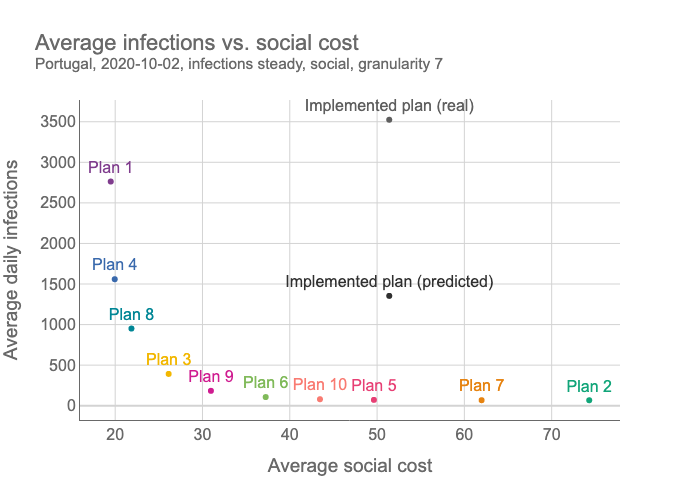 Average infections vs. social cost
Portugal, 2020-10-02, infections steady, social, granularity 7
Implemented plan (real)
3500
3000
Plan 1
2500
2000
Plan 4
1500
Implemented plan (predicted)
Plan 8
1000
Plan 3
500
Plan 9
Plan 6
Plan 10
Plan 5
Plan 7
Plan 2
0
20 30 40 50 60 70
Average social cost
Average daily infections